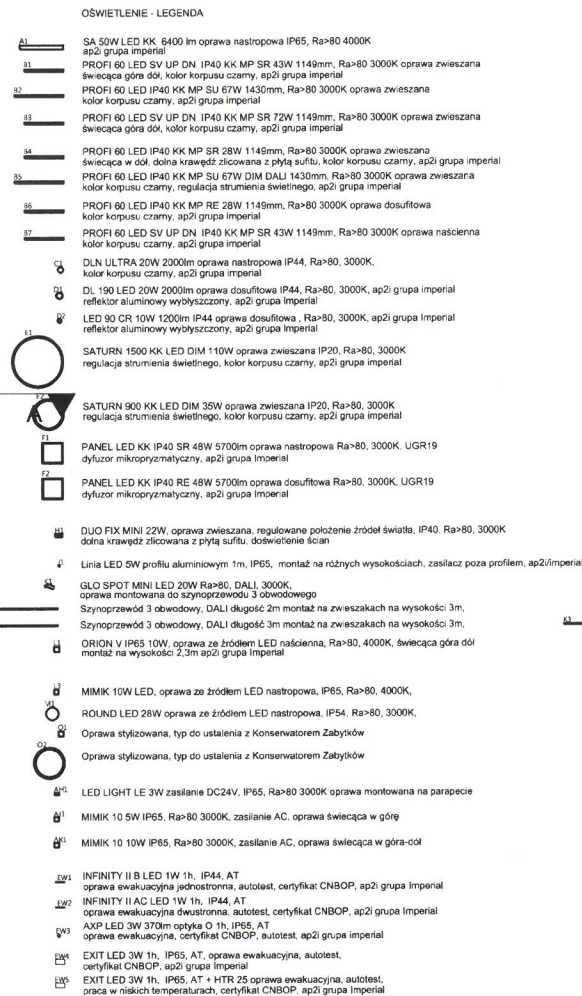 OŚWIETLENIE - LEGENDA
A1
SA 50W LED KK 6400 lm oprawa nastropowa IP65, Ra>80 4000K
ap2i grupa imperial
B1
PROFI 60 LED SV UP DN IP40 KK MP SR 43W 1149mm, Ra>80 3000K oprawa zwieszana
świecąca góra dół, kolor korpusu czarny, ap2i grupa imperial
B2
PROFI 60 LED IP40 KK MP SU 67W 1430mm, Ra>80 3000K oprawa zwieszana
kolor korpusu czarny, ap2i grupa imperial
B3
PROFI 60 LED SV UP DN IP40 KK MP SR 72W 1149mm, Ra>80 3000K oprawa zwieszana
świecąca góra dół, kolor korpusu czarny, ap2i grupa imperial
B4
PROFI 60 LED IP40 KK MP SR 28W 1149mm, Ra>80 3000K oprawa zwieszana
świecąca w dół, dolna krawędź zlicowana z płytą sufitu, kolor korpusu czarny, ap2i grupa imperial
B5
PROFI 60 LED IP40 KK MP SU 67W DIM DALI 1430mm, Ra>80 3000K oprawa zwieszana
kolor korpusu czarny, regulacja strumienia świetlnego, ap2i grupa imperial
B6
PROFI 60 LED IP40 KK MP RE 28W 1149mm, Ra>80 3000K oprawa dosufitowa
kolor korpusu czarny, ap2i grupa imperial
B7
PROFI 60 LED SV UP DN IP40 KK MP SR 43W 1149mm, Ra>80 3000K oprawa naścienna
kolor korpusu czarny, ap2i grupa imperial
C1
DLN ULTRA 20W 2000lm oprawa nastropowa IP44, Ra>80, 3000K,
kolor korpusu czarny, ap2i grupa imperial
D1
DL 190 LED 20W 2000lm oprawa dosufitowa IP44, Ra>80, 3000K, ap2i grupa imperial
reflektor aluminowy wybłyszczony, ap2i grupa Imperial
D2
LED 90 CR 10W 1200lm IP44 oprawa dosufitowa , Ra>80, 3000K, ap2i grupa Imperial
reflektor aluminowy wybłyszczony, ap2i grupa Imperial
E1
SATURN 1500 KK LED DIM 110W oprawa zwieszana IP20, Ra>80, 3000K
regulacja strumienia świetlnego, kolor korpusu czarny, ap2i grupa imperial
SATURN 900 KK LED DIM 35W oprawa zwieszana IP20, Ra>80, 3000K
regulacja strumienia świetlnego, kolor korpusu czarny, ap2i grupa imperial
F1
PANEL LED KK IP40 SR 48W 5700lm oprawa nastropowa Ra>80, 3000K. UGR19
dyfuzor mikropryzmatyczny, ap2i grupa Imperial
F2
PANEL LED KK IP40 RE 48W 5700lm oprawa dosufitowa Ra>80, 3000K, UGR19
dyfuzor mikropryzmatyczny, ap2i grupa Imperial
H1
DUO FIX MINI 22W, oprawa zwieszana, regulowane położenie źródeł światła, IP40. Ra>80, 3000K
dolna krawędź zlicowana z płytą sufitu, doświetlenie ścian
J1
Linia LED 5W profilu aluminiowym 1m, IP65, montaż na różnych wysokościach, zasilacz poza profilem, ap2i/imperial
K1
GLO SPOT MINI LED 20W Ra>80, DALI, 3000K,
oprawa montowana do szynoprzewodu 3 obwodowego
Szynoprzewód 3 obwodowy, DALI długość 2m montaż na zwieszakach na wysokości 3m,
Szynoprzewód 3 obwodowy, DALI długość 3m montaż na zwieszakach na wysokości 3m,
K3
L1
ORION V IP65 10W, oprawa ze źródłem LED naścienna, Ra>80, 4000K, świecąca góra dół
montaż na wysokości 2,3m ap2i grupa Imperial
L3
MIMIK 10W LED, oprawa ze źródłem LED nastropowa, IP65, Ra>80, 4000K,
M1
ROUND LED 28W oprawa ze źródłem LED nastropowa, IP54, Ra>80, 3000K,
O1
Oprawa stylizowana, typ do ustalenia z Konserwatorem Zabytków
O2
Oprawa stylizowana, typ do ustalenia z Konserwatorem Zabytków
AH1
LED LIGHT LE 3W zasilanie DC24V, IP65, Ra>80 3000K oprawa montowana na parapecie
AJ1
MIMIK 10 5W IP65, Ra>80 3000K, zasilanie AC. oprawa świecąca w górę
AK1
MIMIK 10 10W IP65, Ra>80 3000K, zasilanie AC, oprawa świecąca w góra-dół
EW1
INFINITY II B LED 1W 1h, IP44, AT
oprawa ewakuacyjna jednostronna, autotest, certyfikat CNBOP, ap2i grupa Imperial
EW2
INFINITY II AC LED 1W 1h, IP44, AT
oprawa ewakuacyjna dwustronna, autotest, certyfikat CNBOP, ap2i grupa Imperial
EW3
AXP LED 3W 370lm optyka O 1h, IP65, AT
oprawa ewakuacyjna, certyfikat CNBOP, autotest, ap2i grupa imperial
EW4
EXIT LED 3W 1h, IP65, AT, oprawa ewakuacyjna, autotest,
certyfikat CNBOP, ap2i grupa Imperial
EW5
EXIT LED 3W 1h, IP65, AT + HTR 25 oprawa ewakuacyjna, autotest,
praca w niskich temperaturach, certyfikat CNBOP, ap2i grupa Imperial